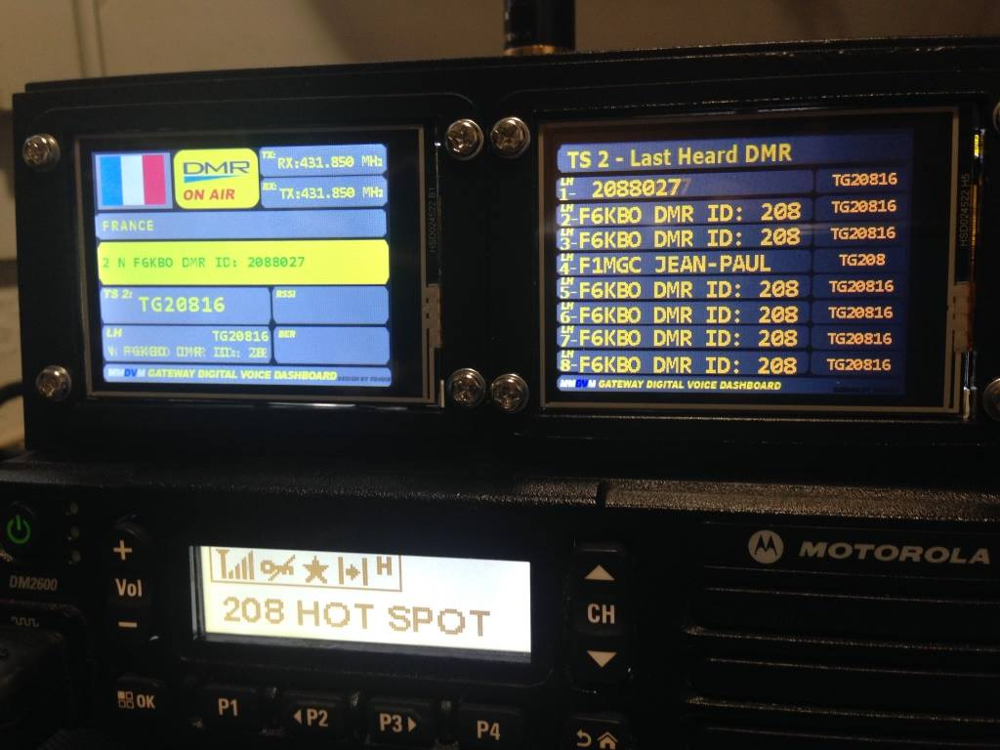 DMR
ON AIR
TX:
RX:431.850 MHz
RX:
TX:431.850 MHz
FRANCE
2 N F6KBO DMR ID: 2088027
TS 2:
TG20816
RSSI
LH
TG20816
BER
N F6KBO DMR ID: 208
MMDVM GATEWAY DIGITAL VOICE DASHBOARD
DESIGN BY
HSD024522 B1
TS 2 - Last Heard DMR
LH 1- 2088027 TG20816
LH 2-F6KBO DMR ID: 208 TG20816
LH 3-F6KBO DMR ID: 208 TG20816
LH 4-F1MGC JEAN-PAUL TG208
LH 5-F6KBO DMR ID: 208 TG20816
LH 6-F6KBO DMR ID: 208 TG20816
LH 7-F6KBO DMR ID: 208 TG20816
LH 8-F6KBO DMR ID: 208 TG20816
MMDVM GATEWAY DIGITAL VOICE DASHBOARD
HSD024522 H5
MOTOROLA
DM2600
+
Vol
-
H
208 HOT SPOT
CH
OK
P1
P2
P3
P4